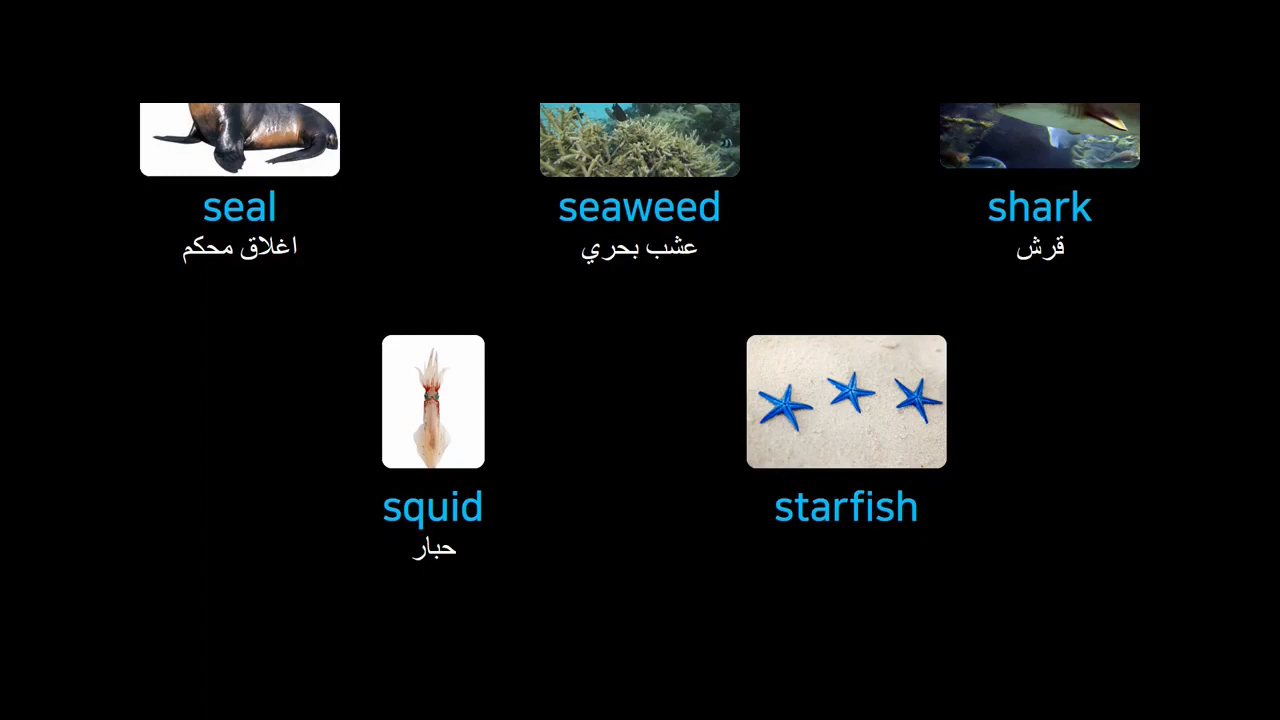 seal
seaweed
shark
اغلاق محكم
عشب بحري
قرش
squid
starfish
حبار